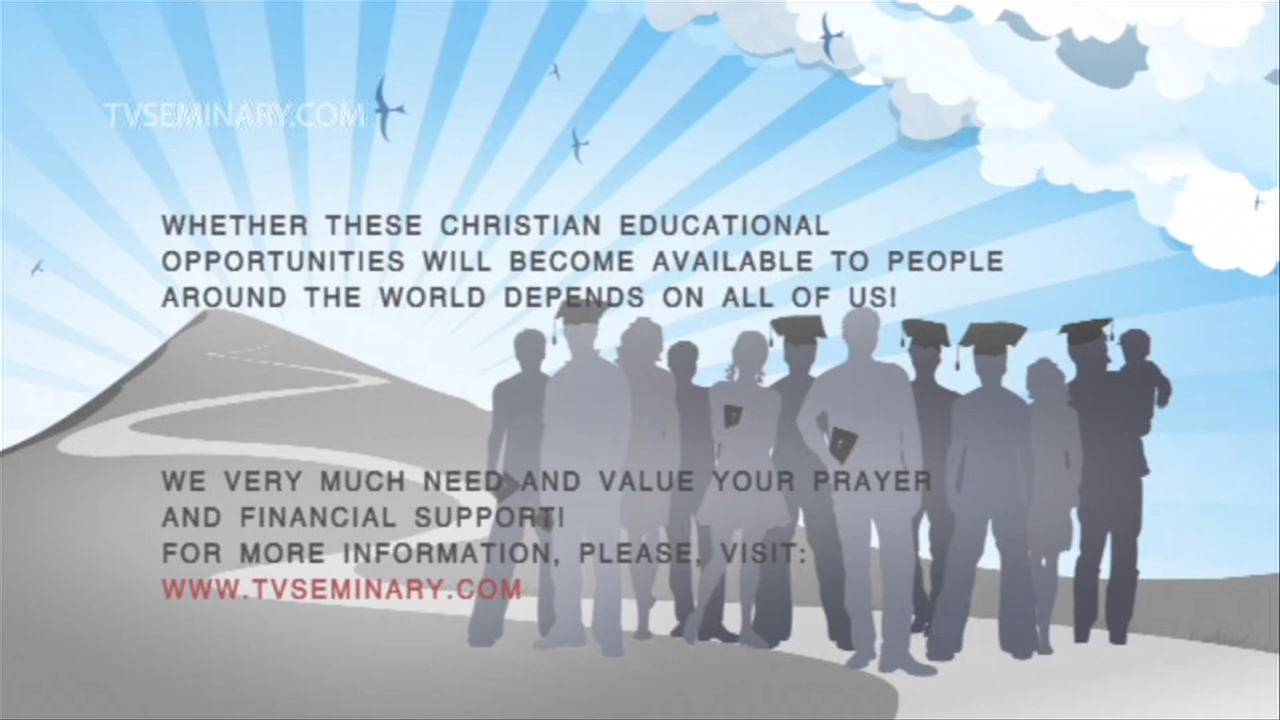 TVSEMINARY.COM
WHETHER THESE CHRISTIAN EDUCATIONAL
OPPORTUNITIES WILL BECOME AVAILABLE TO PEOPLE
AROUND THE WORLD DEPENDS ON ALL OF US!
WE VERY MUCH NEED AND VALUE YOUR PRAYER
AND FINANCIAL SUPPORT!
FOR MORE INFORMATION, PLEASE, VISIT:
WWW.TVSEMINARY.COM